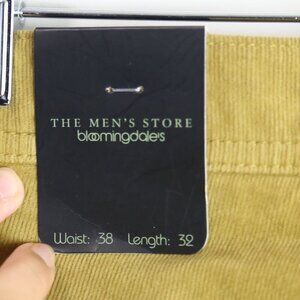 THE MEN'S STORE
bloomingdale's
Waist: 38 Length: 32